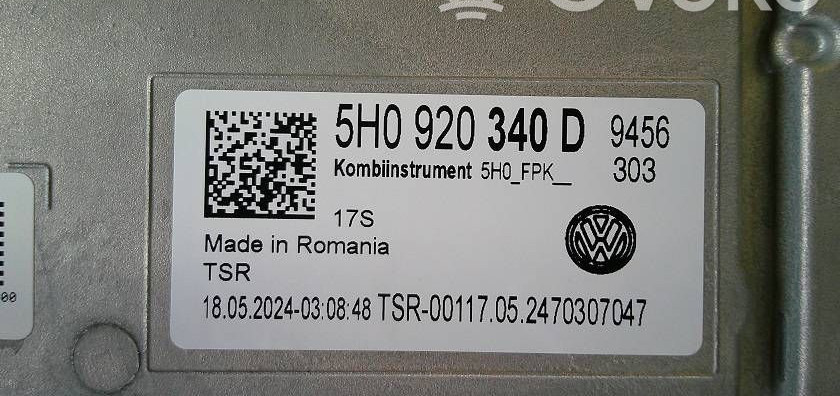 5H0 920 340 D 9456
Kombiinstrument 5H0_FPK__ 303
17S
Made in Romania
TSR
18.05.2024-03:08:48 TSR-00117.05.2470307047
00